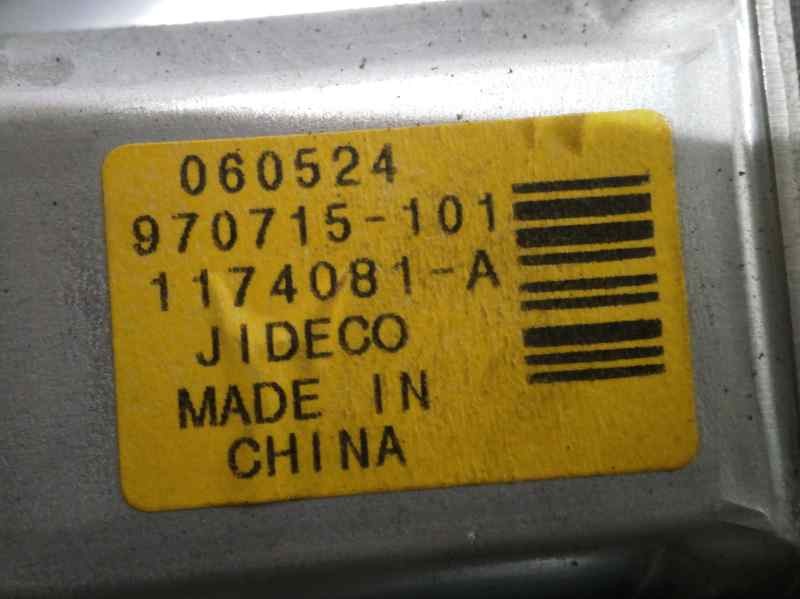 060524
970715-101
1174081-A
JIDECO
MADE IN
CHINA